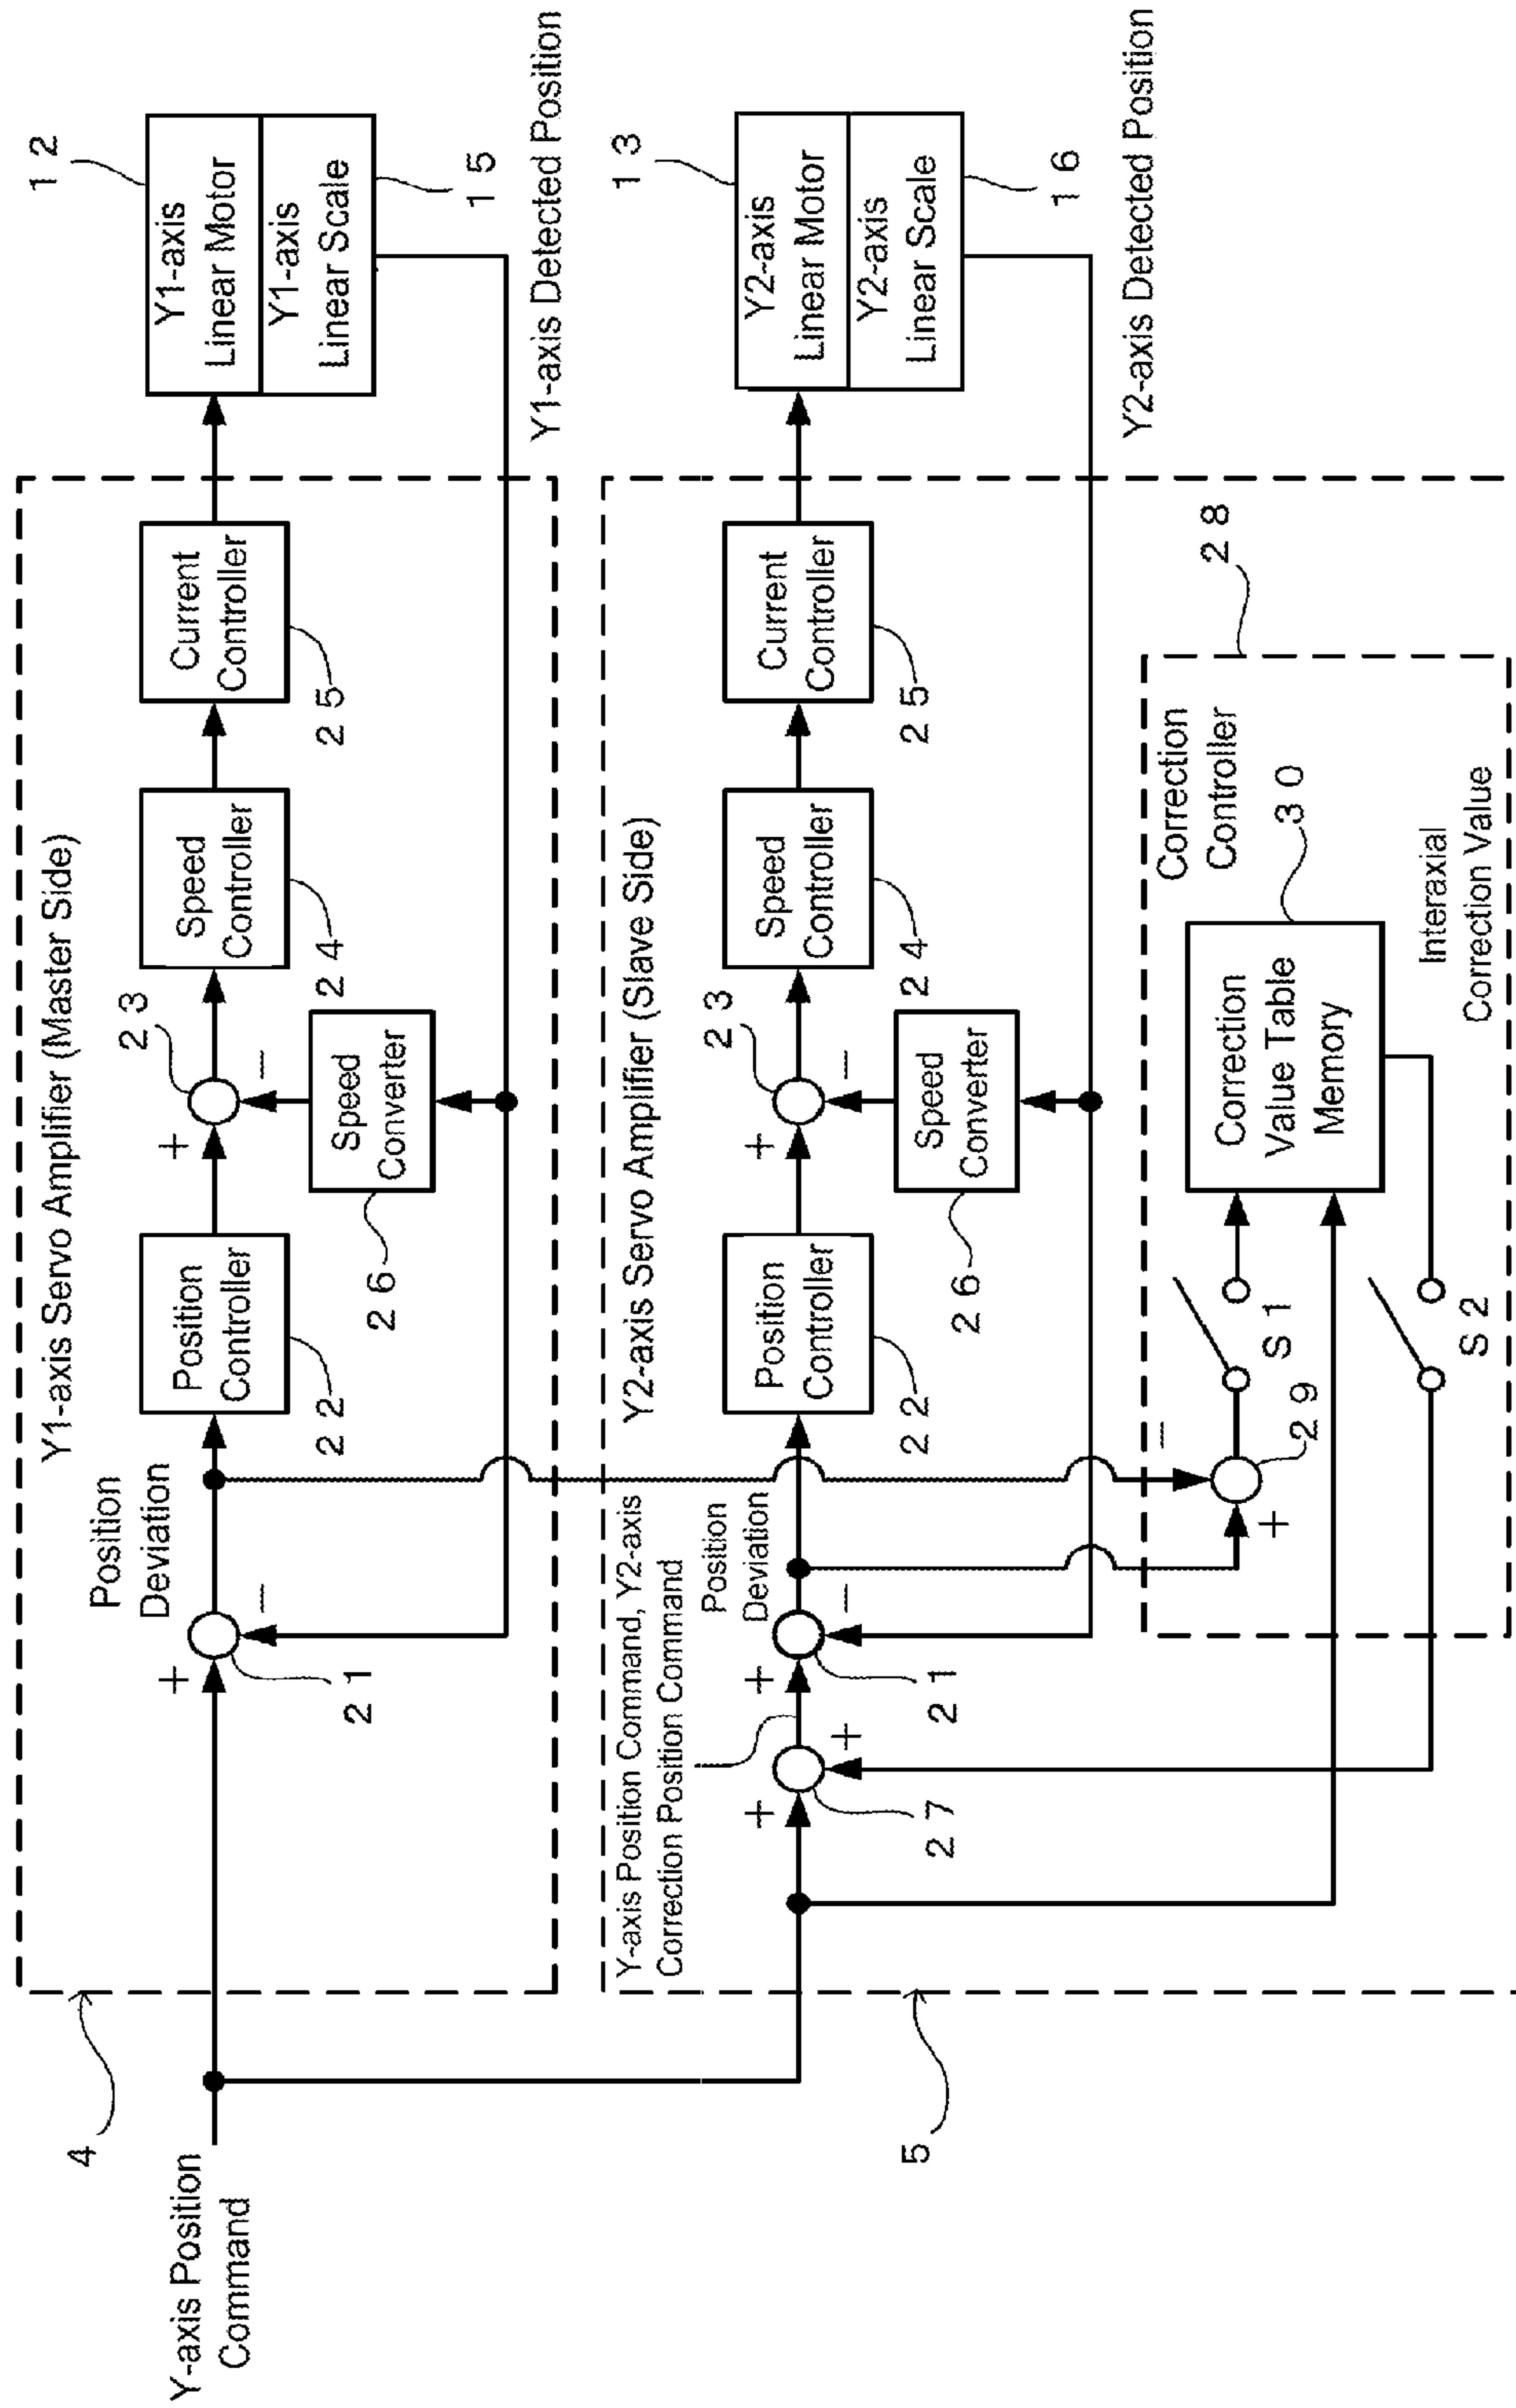 Y-axis Position
Command
4
Y1-axis Servo Amplifier (Master Side)
+
−
2 1
Position
Deviation
Position
Controller
2 2
+
−
2 3
Speed
Converter
2 6
Speed
Controller
2 4
Current
Controller
2 5
1 2
Y1-axis
Linear Motor
Y1-axis
Linear Scale
1 5
Y1-axis Detected Position
5
Y2-axis Servo Amplifier (Slave Side)
Y-axis Position Command, Y2-axis
Correction Position Command
+
+
2 7
+
−
2 1
Position
Deviation
Position
Controller
2 2
+
−
2 3
Speed
Converter
2 6
Speed
Controller
2 4
Current
Controller
2 5
1 3
Y2-axis
Linear Motor
Y2-axis
Linear Scale
1 6
Y2-axis Detected Position
2 8
Correction
Controller
−
+
2 9
S 1
Correction
Value Table
Memory
3 0
S 2
Interaxial
Correction Value